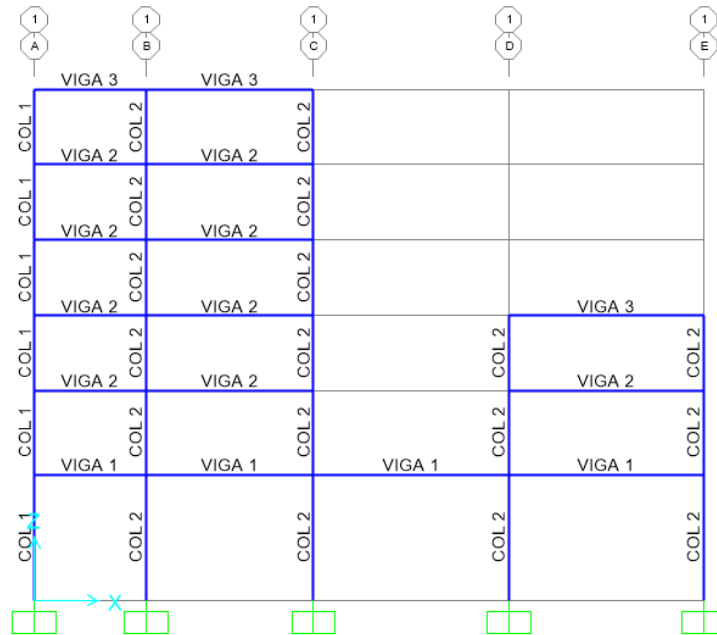 1 1 1 1 1
A B C D E
VIGA 3 VIGA 3
COL 1 COL 2 COL 2
VIGA 2 VIGA 2
COL 1 COL 2 COL 2
VIGA 2 VIGA 2
COL 1 COL 2 COL 2
VIGA 2 VIGA 2 VIGA 3
COL 1 COL 2 COL 2 COL 2 COL 2
VIGA 2 VIGA 2 VIGA 2
COL 1 COL 2 COL 2 COL 2 COL 2
VIGA 1 VIGA 1 VIGA 1 VIGA 1
COL 1 COL 2 COL 2 COL 2 COL 2
Z
X